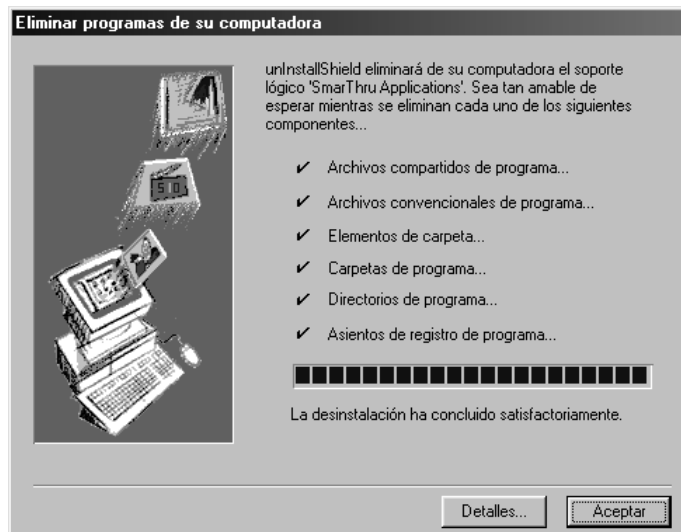 Eliminar programas de su computadora
unInstallShield eliminará de su computadora el soporte
lógico 'SmarThru Applications'. Sea tan amable de
esperar mientras se eliminan cada uno de los siguientes
componentes...
Archivos compartidos de programa...
Archivos convencionales de programa...
Elementos de carpeta...
Carpetas de programa...
Directorios de programa...
Asientos de registro de programa...
La desinstalación ha concluido satisfactoriamente.
Detalles...
Aceptar